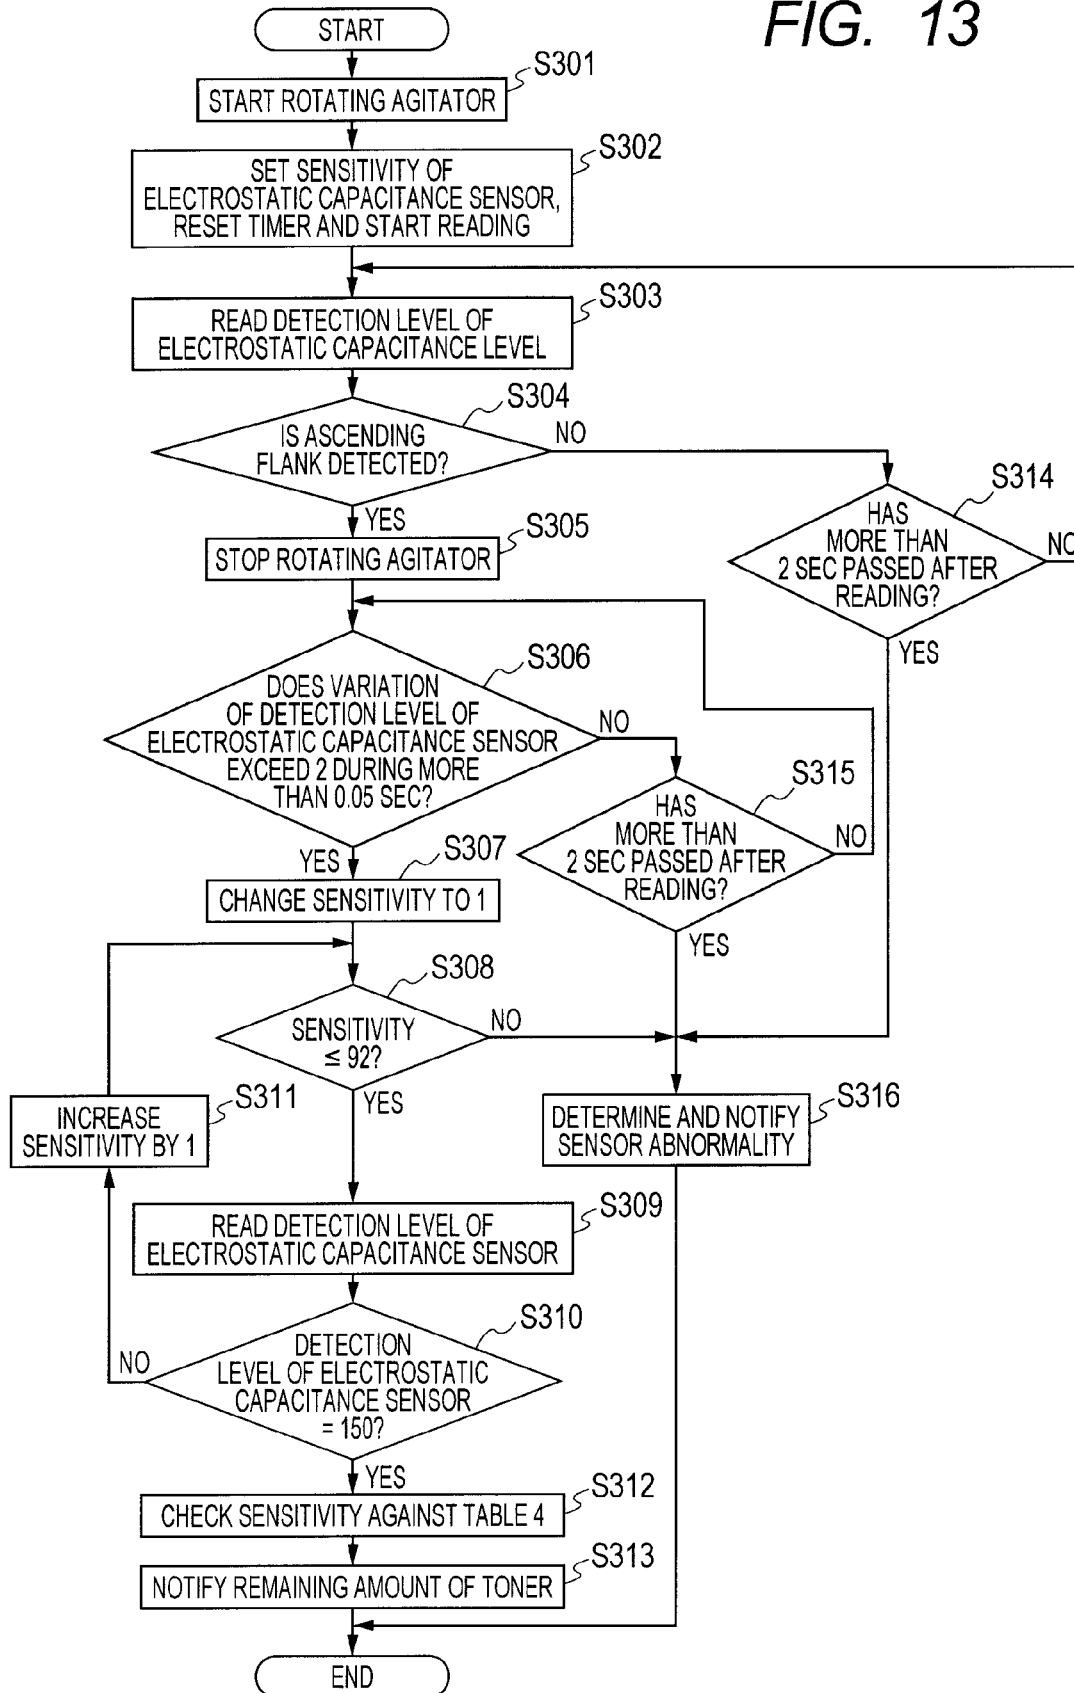 FIG. 13
START
S301
START ROTATING AGITATOR
S302
SET SENSITIVITY OF
ELECTROSTATIC CAPACITANCE SENSOR,
RESET TIMER AND START READING
S303
READ DETECTION LEVEL OF
ELECTROSTATIC CAPACITANCE LEVEL
S304
IS ASCENDING
FLANK DETECTED?
NO
YES
S314
HAS
MORE THAN
2 SEC PASSED AFTER
READING?
NO
YES
S305
STOP ROTATING AGITATOR
S306
DOES VARIATION
OF DETECTION LEVEL OF
ELECTROSTATIC CAPACITANCE SENSOR
EXCEED 2 DURING MORE
THAN 0.05 SEC?
NO
YES
S315
HAS
MORE THAN
2 SEC PASSED AFTER
READING?
NO
YES
S307
CHANGE SENSITIVITY TO 1
S308
SENSITIVITY
≤ 92?
NO
YES
S311
INCREASE
SENSITIVITY BY 1
S316
DETERMINE AND NOTIFY
SENSOR ABNORMALITY
S309
READ DETECTION LEVEL OF
ELECTROSTATIC CAPACITANCE SENSOR
S310
DETECTION
LEVEL OF ELECTROSTATIC
CAPACITANCE SENSOR
= 150?
NO
YES
S312
CHECK SENSITIVITY AGAINST TABLE 4
S313
NOTIFY REMAINING AMOUNT OF TONER
END